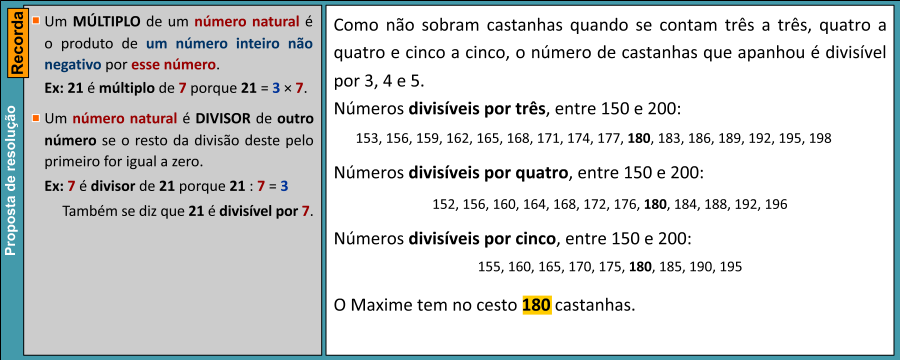 Recorda
Proposta de resolução
Um MÚLTIPLO de um número natural é
o produto de um número inteiro não
negativo por esse número.
Ex: 21 é múltiplo de 7 porque 21 = 3 × 7.
Um número natural é DIVISOR de outro
número se o resto da divisão deste pelo
primeiro for igual a zero.
Ex: 7 é divisor de 21 porque 21 : 7 = 3
Também se diz que 21 é divisível por 7.
Como não sobram castanhas quando se contam três a três, quatro a
quatro e cinco a cinco, o número de castanhas que apanhou é divisível
por 3, 4 e 5.
Números divisíveis por três, entre 150 e 200:
153, 156, 159, 162, 165, 168, 171, 174, 177, 180, 183, 186, 189, 192, 195, 198
Números divisíveis por quatro, entre 150 e 200:
152, 156, 160, 164, 168, 172, 176, 180, 184, 188, 192, 196
Números divisíveis por cinco, entre 150 e 200:
155, 160, 165, 170, 175, 180, 185, 190, 195
O Maxime tem no cesto 180 castanhas.